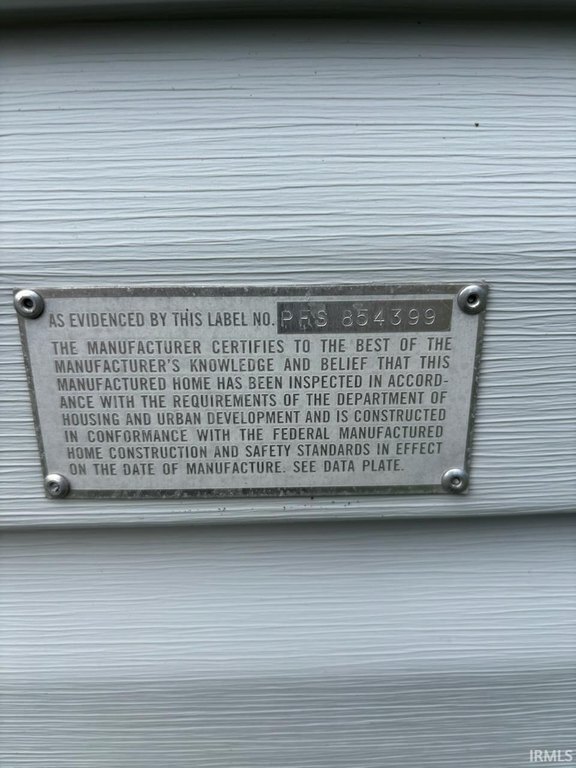 AS EVIDENCED BY THIS LABEL NO. PFS 854399
THE MANUFACTURER CERTIFIES TO THE BEST OF THE
MANUFACTURER'S KNOWLEDGE AND BELIEF THAT THIS
MANUFACTURED HOME HAS BEEN INSPECTED IN ACCORD-
ANCE WITH THE REQUIREMENTS OF THE DEPARTMENT OF
HOUSING AND URBAN DEVELOPMENT AND IS CONSTRUCTED
IN CONFORMANCE WITH THE FEDERAL MANUFACTURED
HOME CONSTRUCTION AND SAFETY STANDARDS IN EFFECT
ON THE DATE OF MANUFACTURE. SEE DATA PLATE.
IRMLS